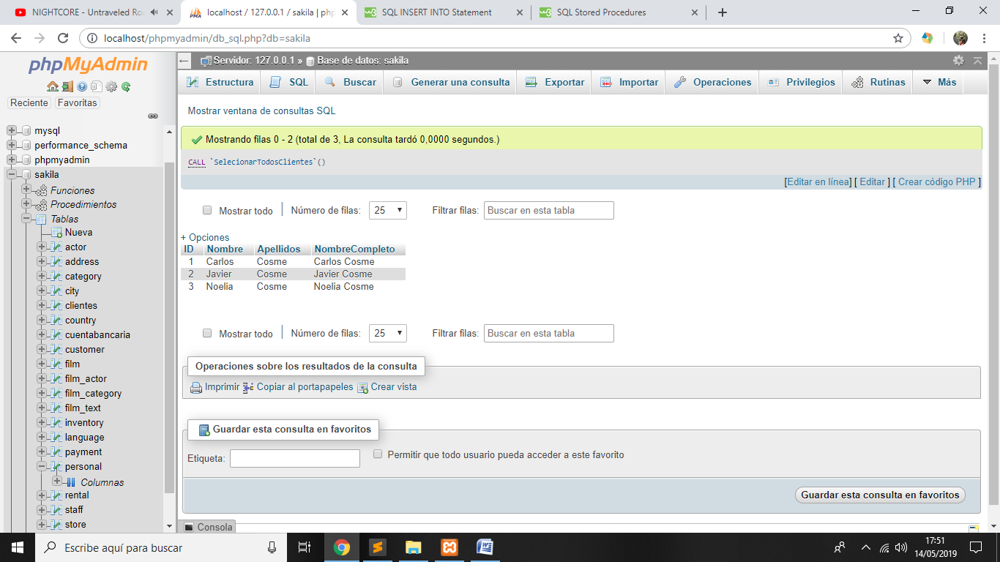 NIGHTCORE - Untraveled Ro
localhost / 127.0.0.1 / sakila | php
SQL INSERT INTO Statement
SQL Stored Procedures
localhost/phpmyadmin/db_sql.php?db=sakila
phpMyAdmin
Reciente
Favoritas
mysql
performance_schema
phpmyadmin
sakila
Funciones
Procedimientos
Tablas
Nueva
actor
address
category
city
clientes
country
cuentabancaria
customer
film
film_actor
film_category
film_text
inventory
language
payment
personal
Columnas
rental
staff
store
Servidor: 127.0.0.1 » Base de datos: sakila
Estructura
SQL
Buscar
Generar una consulta
Exportar
Importar
Operaciones
Privilegios
Rutinas
Más
Mostrar ventana de consultas SQL
Mostrando filas 0 - 2 (total de 3, La consulta tardó 0,0000 segundos.)
CALL `SelecionarTodosClientes`()
[Editar en línea] [ Editar ] [ Crear código PHP ]
Mostrar todo | Número de filas: 25 Filtrar filas: Buscar en esta tabla
+ Opciones
ID Nombre Apellidos NombreCompleto
1 Carlos Cosme Carlos Cosme
2 Javier Cosme Javier Cosme
3 Noelia Cosme Noelia Cosme
Mostrar todo | Número de filas: 25 Filtrar filas: Buscar en esta tabla
Operaciones sobre los resultados de la consulta
Imprimir Copiar al portapapeles Crear vista
Guardar esta consulta en favoritos
Etiqueta: Permitir que todo usuario pueda acceder a este favorito
Guardar esta consulta en favoritos
Consola
Escribe aquí para buscar
17:51
14/05/2019